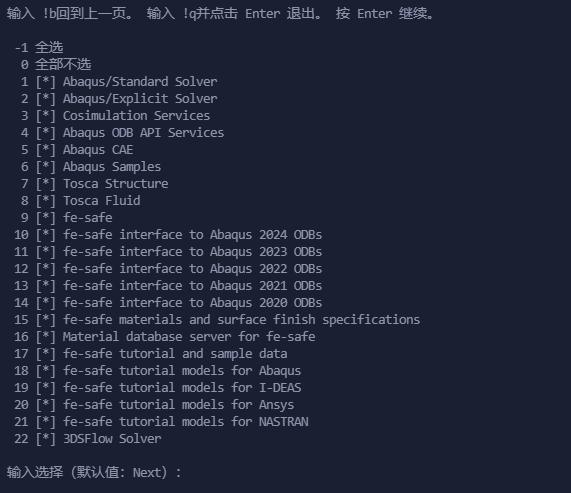 输入 !b回到上一页。 输入 !q并点击 Enter 退出。 按 Enter 继续。
-1 全选
0 全部不选
1 [*] Abaqus/Standard Solver
2 [*] Abaqus/Explicit Solver
3 [*] Cosimulation Services
4 [*] Abaqus ODB API Services
5 [*] Abaqus CAE
6 [*] Abaqus Samples
7 [*] Tosca Structure
8 [*] Tosca Fluid
9 [*] fe-safe
10 [*] fe-safe interface to Abaqus 2024 ODBs
11 [*] fe-safe interface to Abaqus 2023 ODBs
12 [*] fe-safe interface to Abaqus 2022 ODBs
13 [*] fe-safe interface to Abaqus 2021 ODBs
14 [*] fe-safe interface to Abaqus 2020 ODBs
15 [*] fe-safe materials and surface finish specifications
16 [*] Material database server for fe-safe
17 [*] fe-safe tutorial and sample data
18 [*] fe-safe tutorial models for Abaqus
19 [*] fe-safe tutorial models for I-DEAS
20 [*] fe-safe tutorial models for Ansys
21 [*] fe-safe tutorial models for NASTRAN
22 [*] 3DSFlow Solver
输入选择（默认值：Next）：